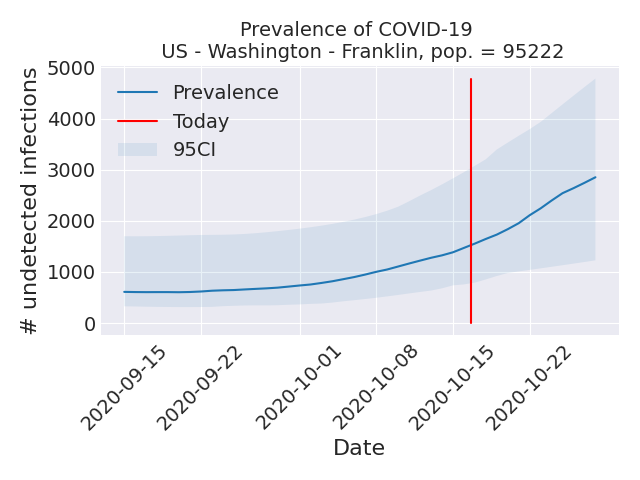 Prevalence of COVID-19
US - Washington - Franklin, pop. = 95222
# undetected infections
5000
4000
3000
2000
1000
0
Prevalence
Today
95CI
2020-09-15
2020-09-22
2020-10-01
2020-10-08
2020-10-15
2020-10-22
Date